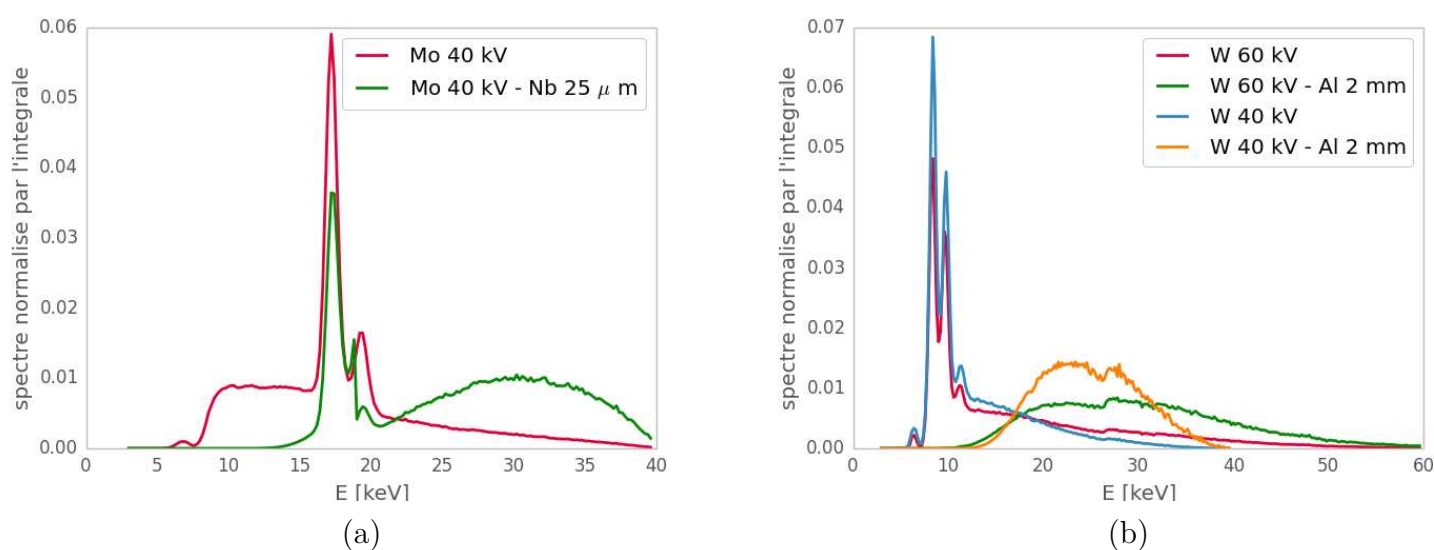 0.06
0.05
0.04
0.03
0.02
0.01
0.00
spectre normalise par l'integrale
Mo 40 kV
Mo 40 kV - Nb 25 μ m
0 5 10 15 20 25 30 35 40
E [keV]
(a)
0.07
0.06
0.05
0.04
0.03
0.02
0.01
0.00
spectre normalise par l'integrale
W 60 kV
W 60 kV - Al 2 mm
W 40 kV
W 40 kV - Al 2 mm
0 10 20 30 40 50 60
E [keV]
(b)